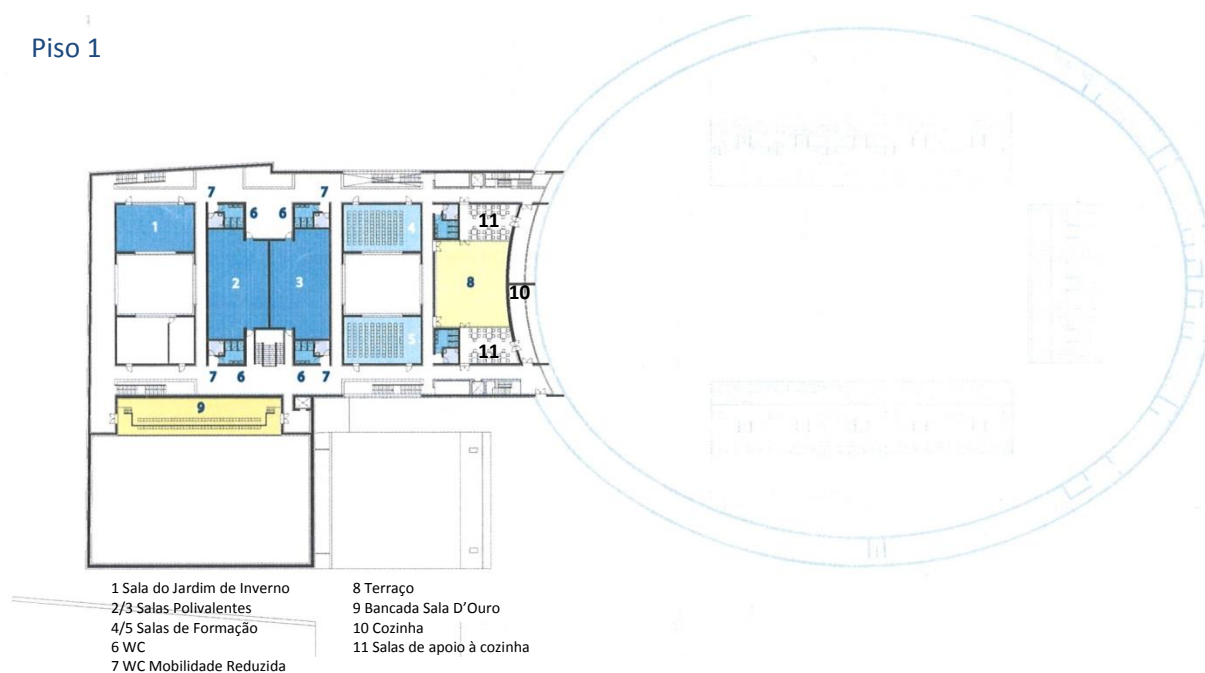 Piso 1
7
7
6
6
11
1
4
2
3
8
10
5
11
7
6
6
7
9
1 Sala do Jardim de Inverno
2/3 Salas Polivalentes
4/5 Salas de Formação
6 WC
7 WC Mobilidade Reduzida
8 Terraço
9 Bancada Sala D’Ouro
10 Cozinha
11 Salas de apoio à cozinha